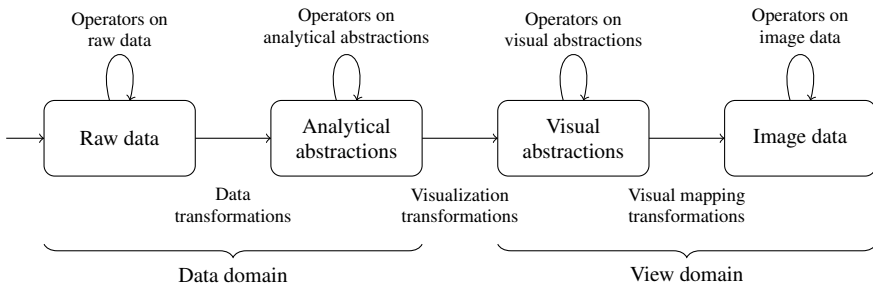 Operators on
raw data
Operators on
analytical abstractions
Operators on
visual abstractions
Operators on
image data
Raw data
Analytical
abstractions
Visual
abstractions
Image data
Data
transformations
Visualization
transformations
Visual mapping
transformations
Data domain
View domain